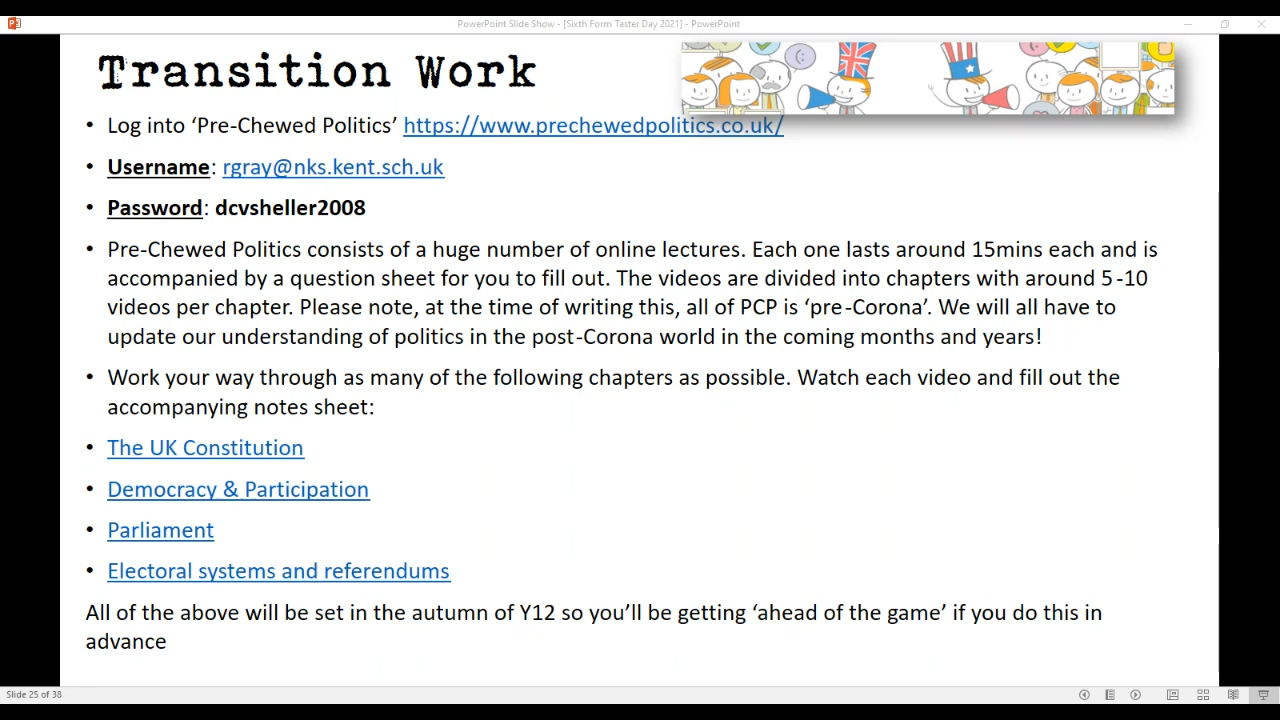 PowerPoint Slide Show - [Sixth Form Taster Day 2021] - PowerPoint
Transition Work
• Log into ‘Pre-Chewed Politics’ https://www.prechewedpolitics.co.uk/
• Username: rgray@nks.kent.sch.uk
• Password: dcvsheller2008
• Pre-Chewed Politics consists of a huge number of online lectures. Each one lasts around 15mins each and is
accompanied by a question sheet for you to fill out. The videos are divided into chapters with around 5-10
videos per chapter. Please note, at the time of writing this, all of PCP is ‘pre-Corona’. We will all have to
update our understanding of politics in the post-Corona world in the coming months and years!
• Work your way through as many of the following chapters as possible. Watch each video and fill out the
accompanying notes sheet:
• The UK Constitution
• Democracy & Participation
• Parliament
• Electoral systems and referendums
All of the above will be set in the autumn of Y12 so you’ll be getting ‘ahead of the game’ if you do this in
advance
Slide 25 of 38